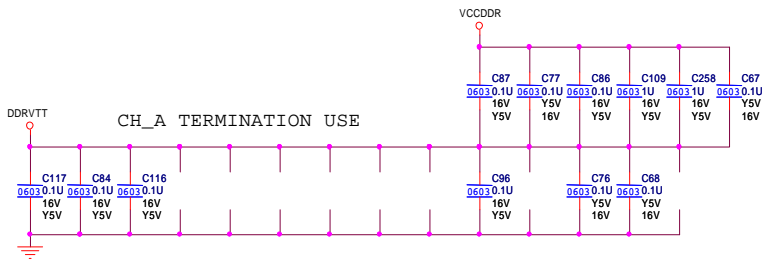 VCCDDR
C87 C77 C86 C109 C258 C67
0603 0.1U 0603 0.1U 0603 0.1U 0603 1U 0603 1U 0603 0.1U
16V Y5V 16V 16V 16V Y5V
Y5V 16V Y5V Y5V Y5V 16V
DDRVTT
CH_A TERMINATION USE
C117 C84 C116 C96 C76 C68
0603 0.1U 0603 0.1U 0603 0.1U 0603 0.1U 0603 0.1U 0603 0.1U
16V 16V 16V 16V Y5V Y5V
Y5V Y5V Y5V Y5V 16V 16V